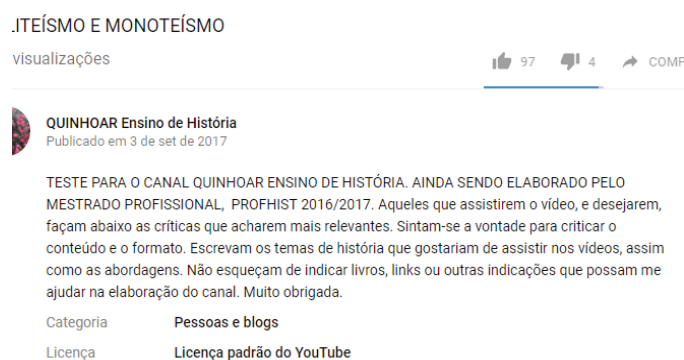 .ITEÍSMO E MONOTEÍSMO
visualizações
97 4 COMP
QUINHOAR Ensino de História
Publicado em 3 de set de 2017
TESTE PARA O CANAL QUINHOAR ENSINO DE HISTÓRIA. AINDA SENDO ELABORADO PELO
MESTRADO PROFISSIONAL, PROFHIST 2016/2017. Aqueles que assistirem o vídeo, e desejarem,
façam abaixo as críticas que acharem mais relevantes. Sintam-se a vontade para criticar o
conteúdo e o formato. Escrevam os temas de história que gostariam de assistir nos vídeos, assim
como as abordagens. Não esqueçam de indicar livros, links ou outras indicações que possam me
ajudar na elaboração do canal. Muito obrigada.
Categoria Pessoas e blogs
Licença Licença padrão do YouTube